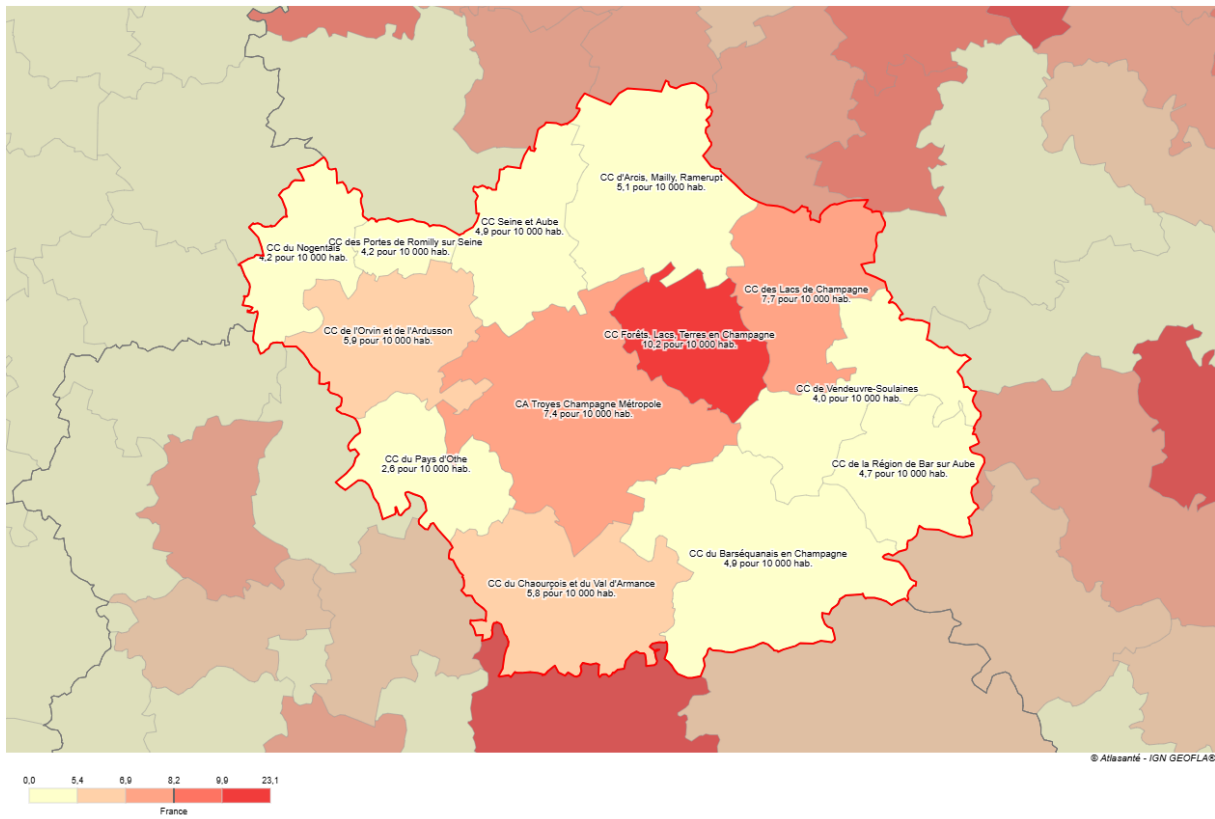 CC d'Arcis, Mailly, Ramerupt
5,1 pour 10 000 hab.
CC Seine et Aube
4,9 pour 10 000 hab.
CC des Portes de Romilly sur Seine
4,2 pour 10 000 hab.
CC du Nogentais
4,2 pour 10 000 hab.
CC des Lacs de Champagne
7,7 pour 10 000 hab.
CC de l'Orvin et de l'Ardusson
5,9 pour 10 000 hab.
CC Forêts, Lacs, Terres en Champagne
10,2 pour 10 000 hab.
CC de Vendeuvre-Soulaines
4,0 pour 10 000 hab.
CA Troyes Champagne Métropole
7,4 pour 10 000 hab.
CC du Pays d'Othe
2,6 pour 10 000 hab.
CC de la Région de Bar sur Aube
4,7 pour 10 000 hab.
CC du Barséquanais en Champagne
4,9 pour 10 000 hab.
CC du Chaourçois et du Val d'Armance
5,8 pour 10 000 hab.
© Atlasanté - IGN GEOFLA®
0,0 5,4 6,9 8,2 9,9 23,1
France